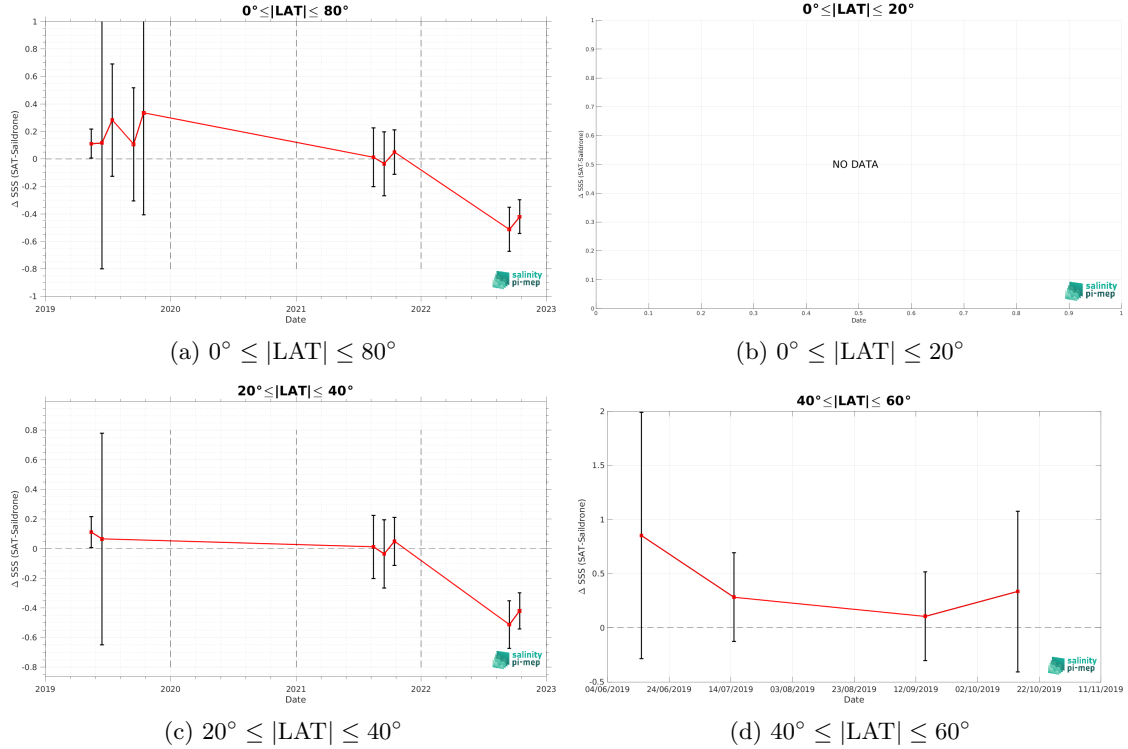 0°≤|LAT|≤ 80°
1
0.8
0.6
0.4
0.2
0
-0.2
-0.4
-0.6
-0.8
-1
Δ SSS (SAT-Saildrone)
2019 2020 2021 2022 2023
Date
salinity
pi-mep
(a) 0° ≤ |LAT| ≤ 80°
0°≤|LAT|≤ 20°
1
0.9
0.8
0.7
0.6
0.5
0.4
0.3
0.2
0.1
0
Δ SSS (SAT-Saildrone)
NO DATA
0 0.1 0.2 0.3 0.4 0.5 0.6 0.7 0.8 0.9 1
Date
salinity
pi-mep
(b) 0° ≤ |LAT| ≤ 20°
20°≤|LAT|≤ 40°
0.8
0.6
0.4
0.2
0
-0.2
-0.4
-0.6
-0.8
Δ SSS (SAT-Saildrone)
2019 2020 2021 2022 2023
Date
salinity
pi-mep
(c) 20° ≤ |LAT| ≤ 40°
40°≤|LAT|≤ 60°
2
1.5
1
0.5
0
-0.5
Δ SSS (SAT-Saildrone)
04/06/2019 24/06/2019 14/07/2019 03/08/2019 23/08/2019 12/09/2019 02/10/2019 22/10/2019 11/11/2019
Date
salinity
pi-mep
(d) 40° ≤ |LAT| ≤ 60°